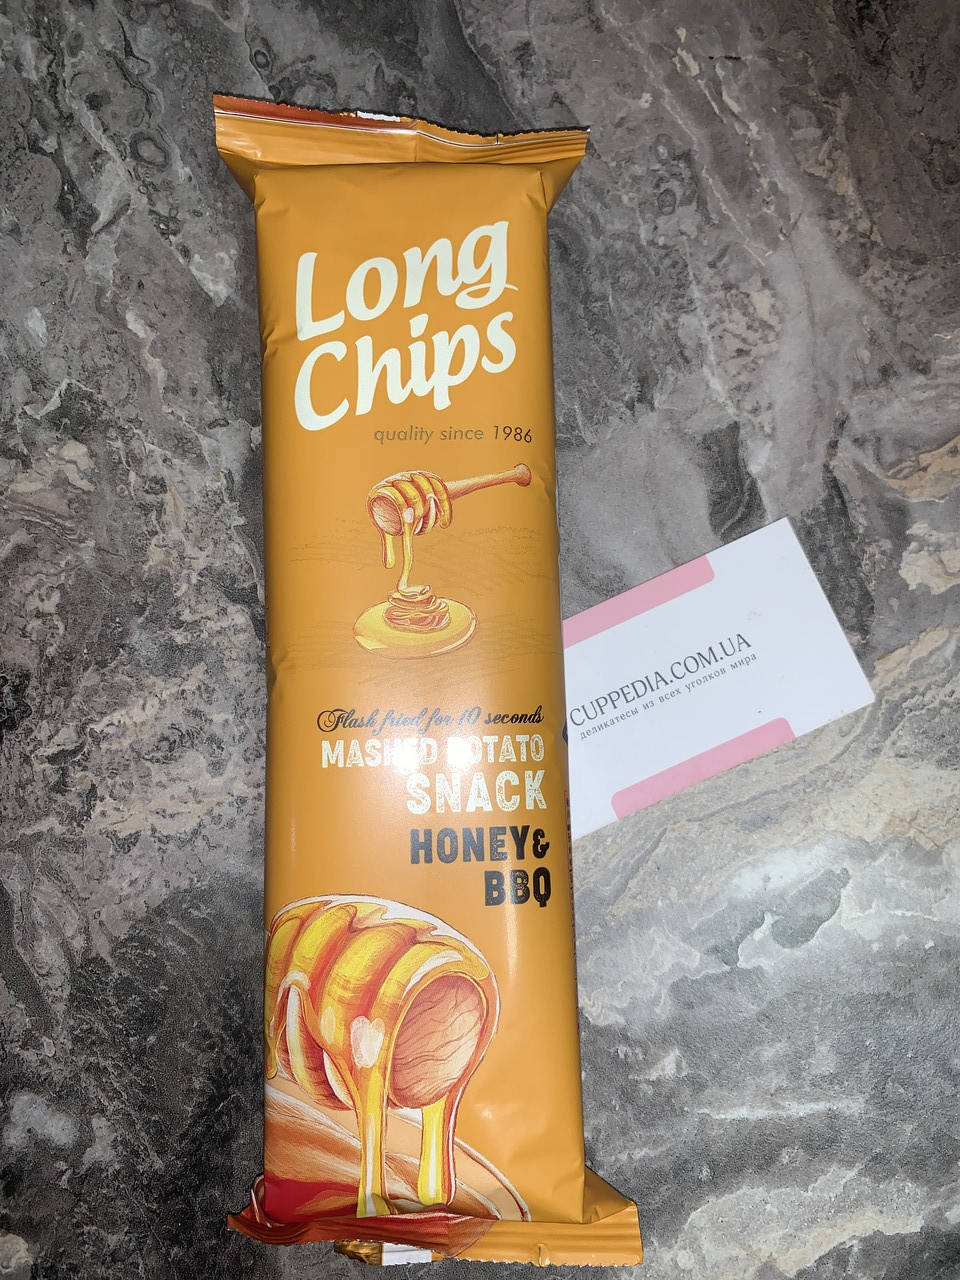 Long
Chips
quality since 1986
Flash fried for 10 seconds
MASHED POTATO
SNACK
HONEY&
BBQ
CUPPEDIA.COM.UA
деликатесы из всех уголков мира